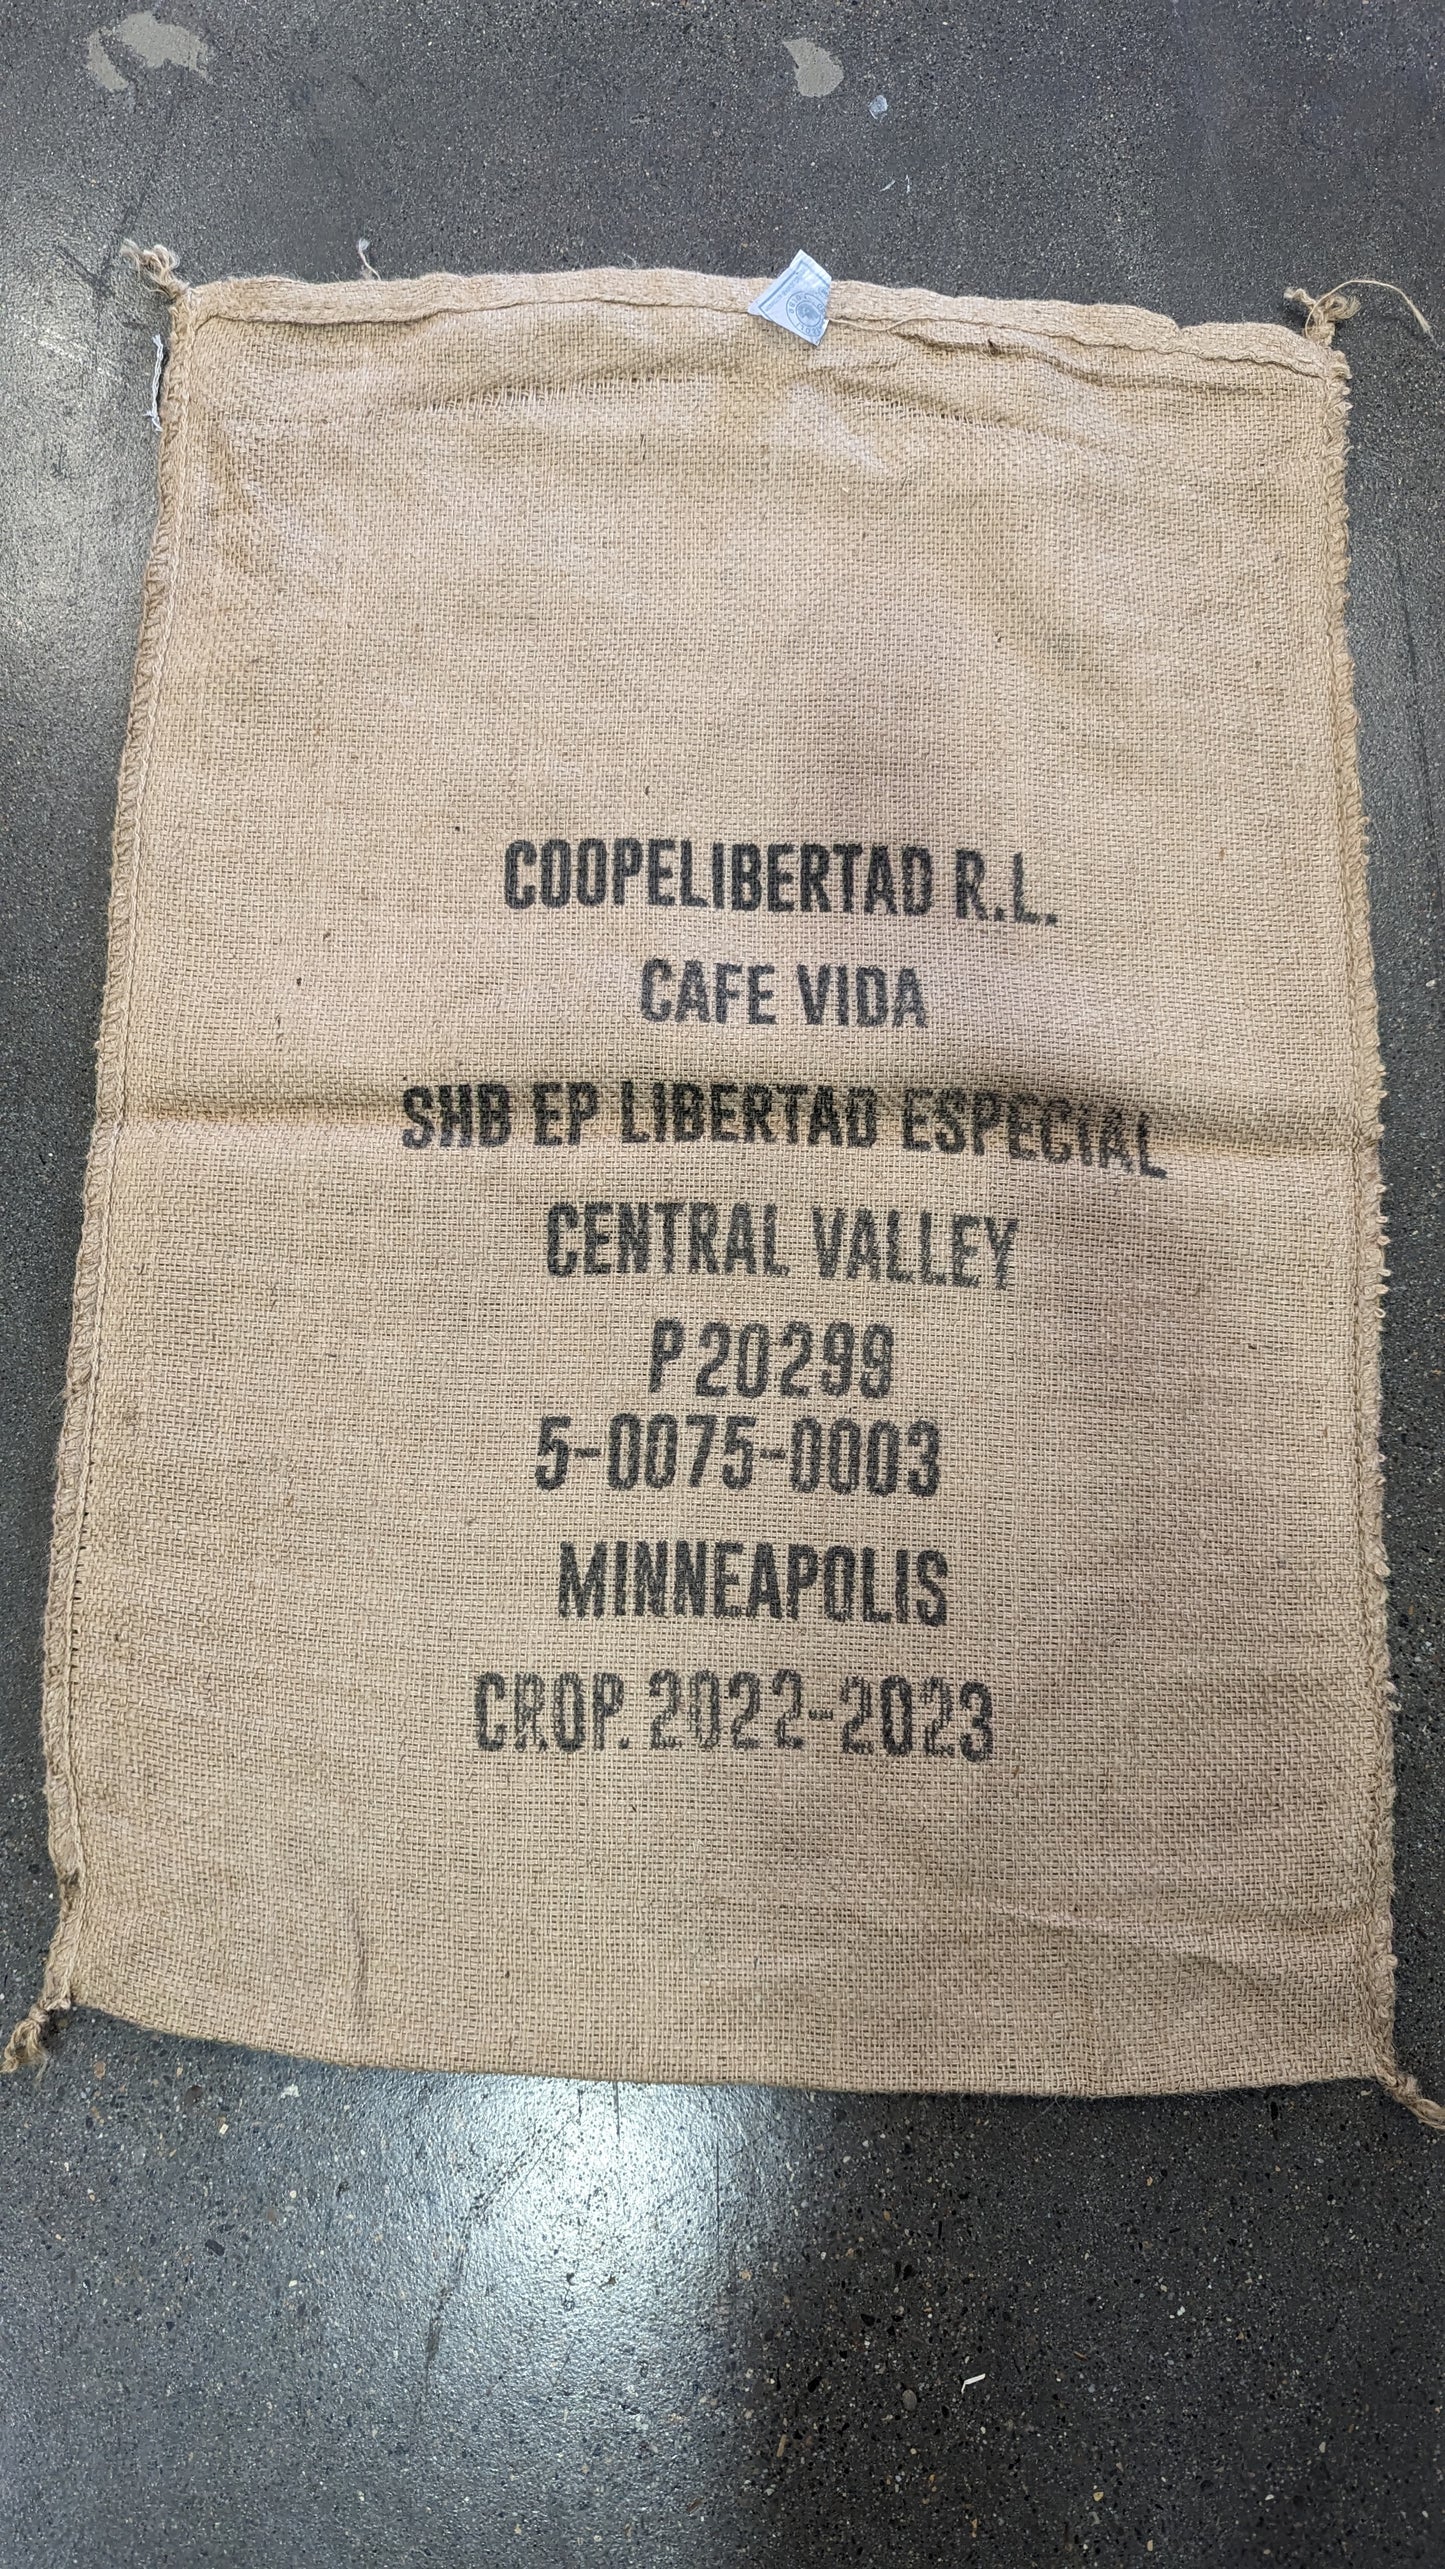 COOPELIBERTAD R.L.
CAFE VIDA
SHB EP LIBERTAD ESPECIAL
CENTRAL VALLEY
P 20299
5-0075-0003
MINNEAPOLIS
CROP. 2022-2023